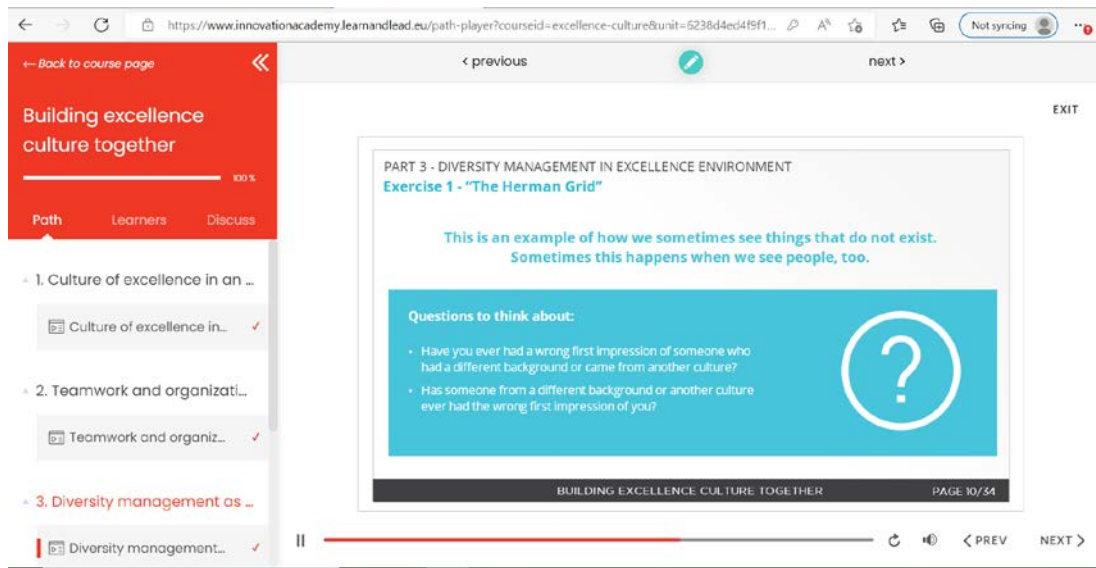 https://www.innovationacademy.learnandlead.eu/path-player?courseid=excellence-culture&unit=6238d4ed4f9f1...
Not syncing
← Back to course page
< previous
next >
EXIT
Building excellence
culture together
100 %
Path Learners Discuss
1. Culture of excellence in an ...
Culture of excellence in...
2. Teamwork and organizati...
Teamwork and organiz...
3. Diversity management as ...
Diversity management...
PART 3 - DIVERSITY MANAGEMENT IN EXCELLENCE ENVIRONMENT
Exercise 1 - "The Herman Grid"
This is an example of how we sometimes see things that do not exist.
Sometimes this happens when we see people, too.
Questions to think about:
• Have you ever had a wrong first impression of someone who
had a different background or came from another culture?
• Has someone from a different background or another culture
ever had the wrong first impression of you?
?
BUILDING EXCELLENCE CULTURE TOGETHER PAGE 10/34
< PREV NEXT >